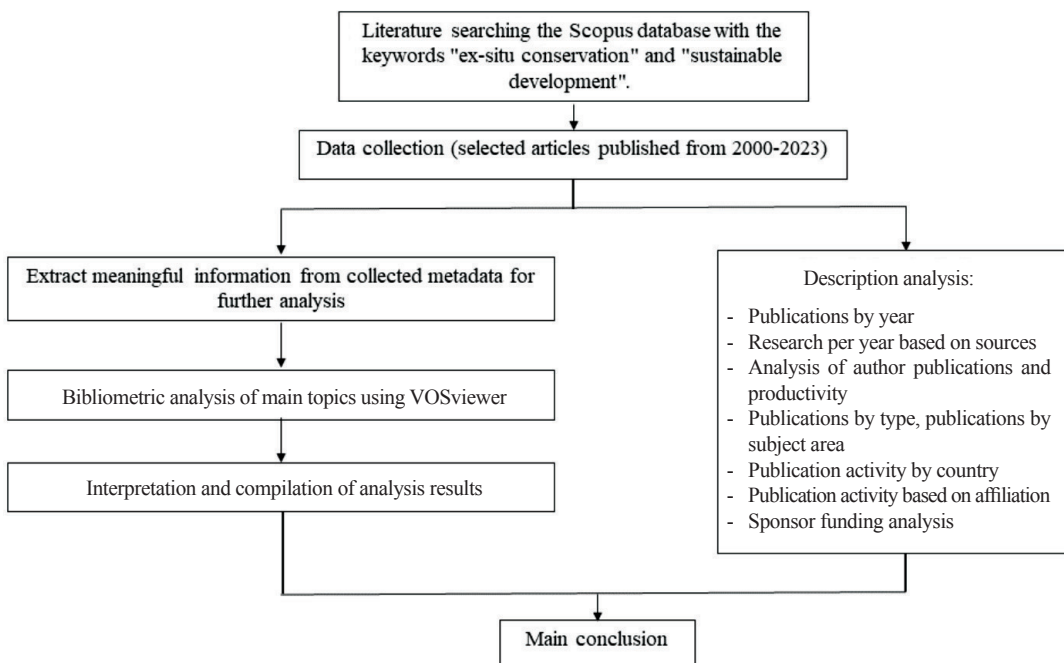 Literature searching the Scopus database with the
keywords "ex-situ conservation" and "sustainable
development".
Data collection (selected articles published from 2000-2023)
Extract meaningful information from collected metadata for
further analysis
Bibliometric analysis of main topics using VOSviewer
Interpretation and compilation of analysis results
Description analysis:
- Publications by year
- Research per year based on sources
- Analysis of author publications and
productivity
- Publications by type, publications by
subject area
- Publication activity by country
- Publication activity based on affiliation
- Sponsor funding analysis
Main conclusion